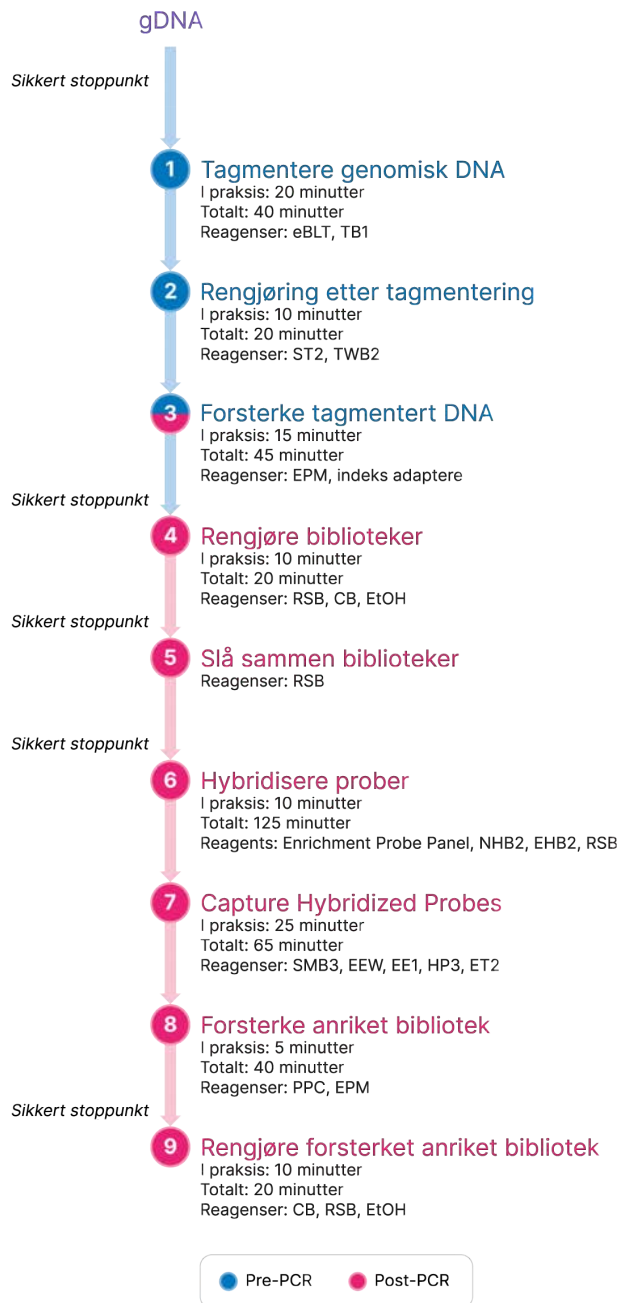 gDNA
Sikkert stoppunkt
1 Tagmentere genomisk DNA
I praksis: 20 minutter
Totalt: 40 minutter
Reagenser: eBLT, TB1
2 Rengjøring etter tagmentering
I praksis: 10 minutter
Totalt: 20 minutter
Reagenser: ST2, TWB2
3 Forsterke tagmentert DNA
I praksis: 15 minutter
Totalt: 45 minutter
Reagenser: EPM, indeks adaptere
Sikkert stoppunkt
4 Rengjøre biblioteker
I praksis: 10 minutter
Totalt: 20 minutter
Reagenser: RSB, CB, EtOH
Sikkert stoppunkt
5 Slå sammen biblioteker
Reagenser: RSB
Sikkert stoppunkt
6 Hybridisere prober
I praksis: 10 minutter
Totalt: 125 minutter
Reagents: Enrichment Probe Panel, NHB2, EHB2, RSB
7 Capture Hybridized Probes
I praksis: 25 minutter
Totalt: 65 minutter
Reagenser: SMB3, EEW, EE1, HP3, ET2
8 Forsterke anriket bibliotek
I praksis: 5 minutter
Totalt: 40 minutter
Reagenser: PPC, EPM
Sikkert stoppunkt
9 Rengjøre forsterket anriket bibliotek
I praksis: 10 minutter
Totalt: 20 minutter
Reagenser: CB, RSB, EtOH
Pre-PCR Post-PCR